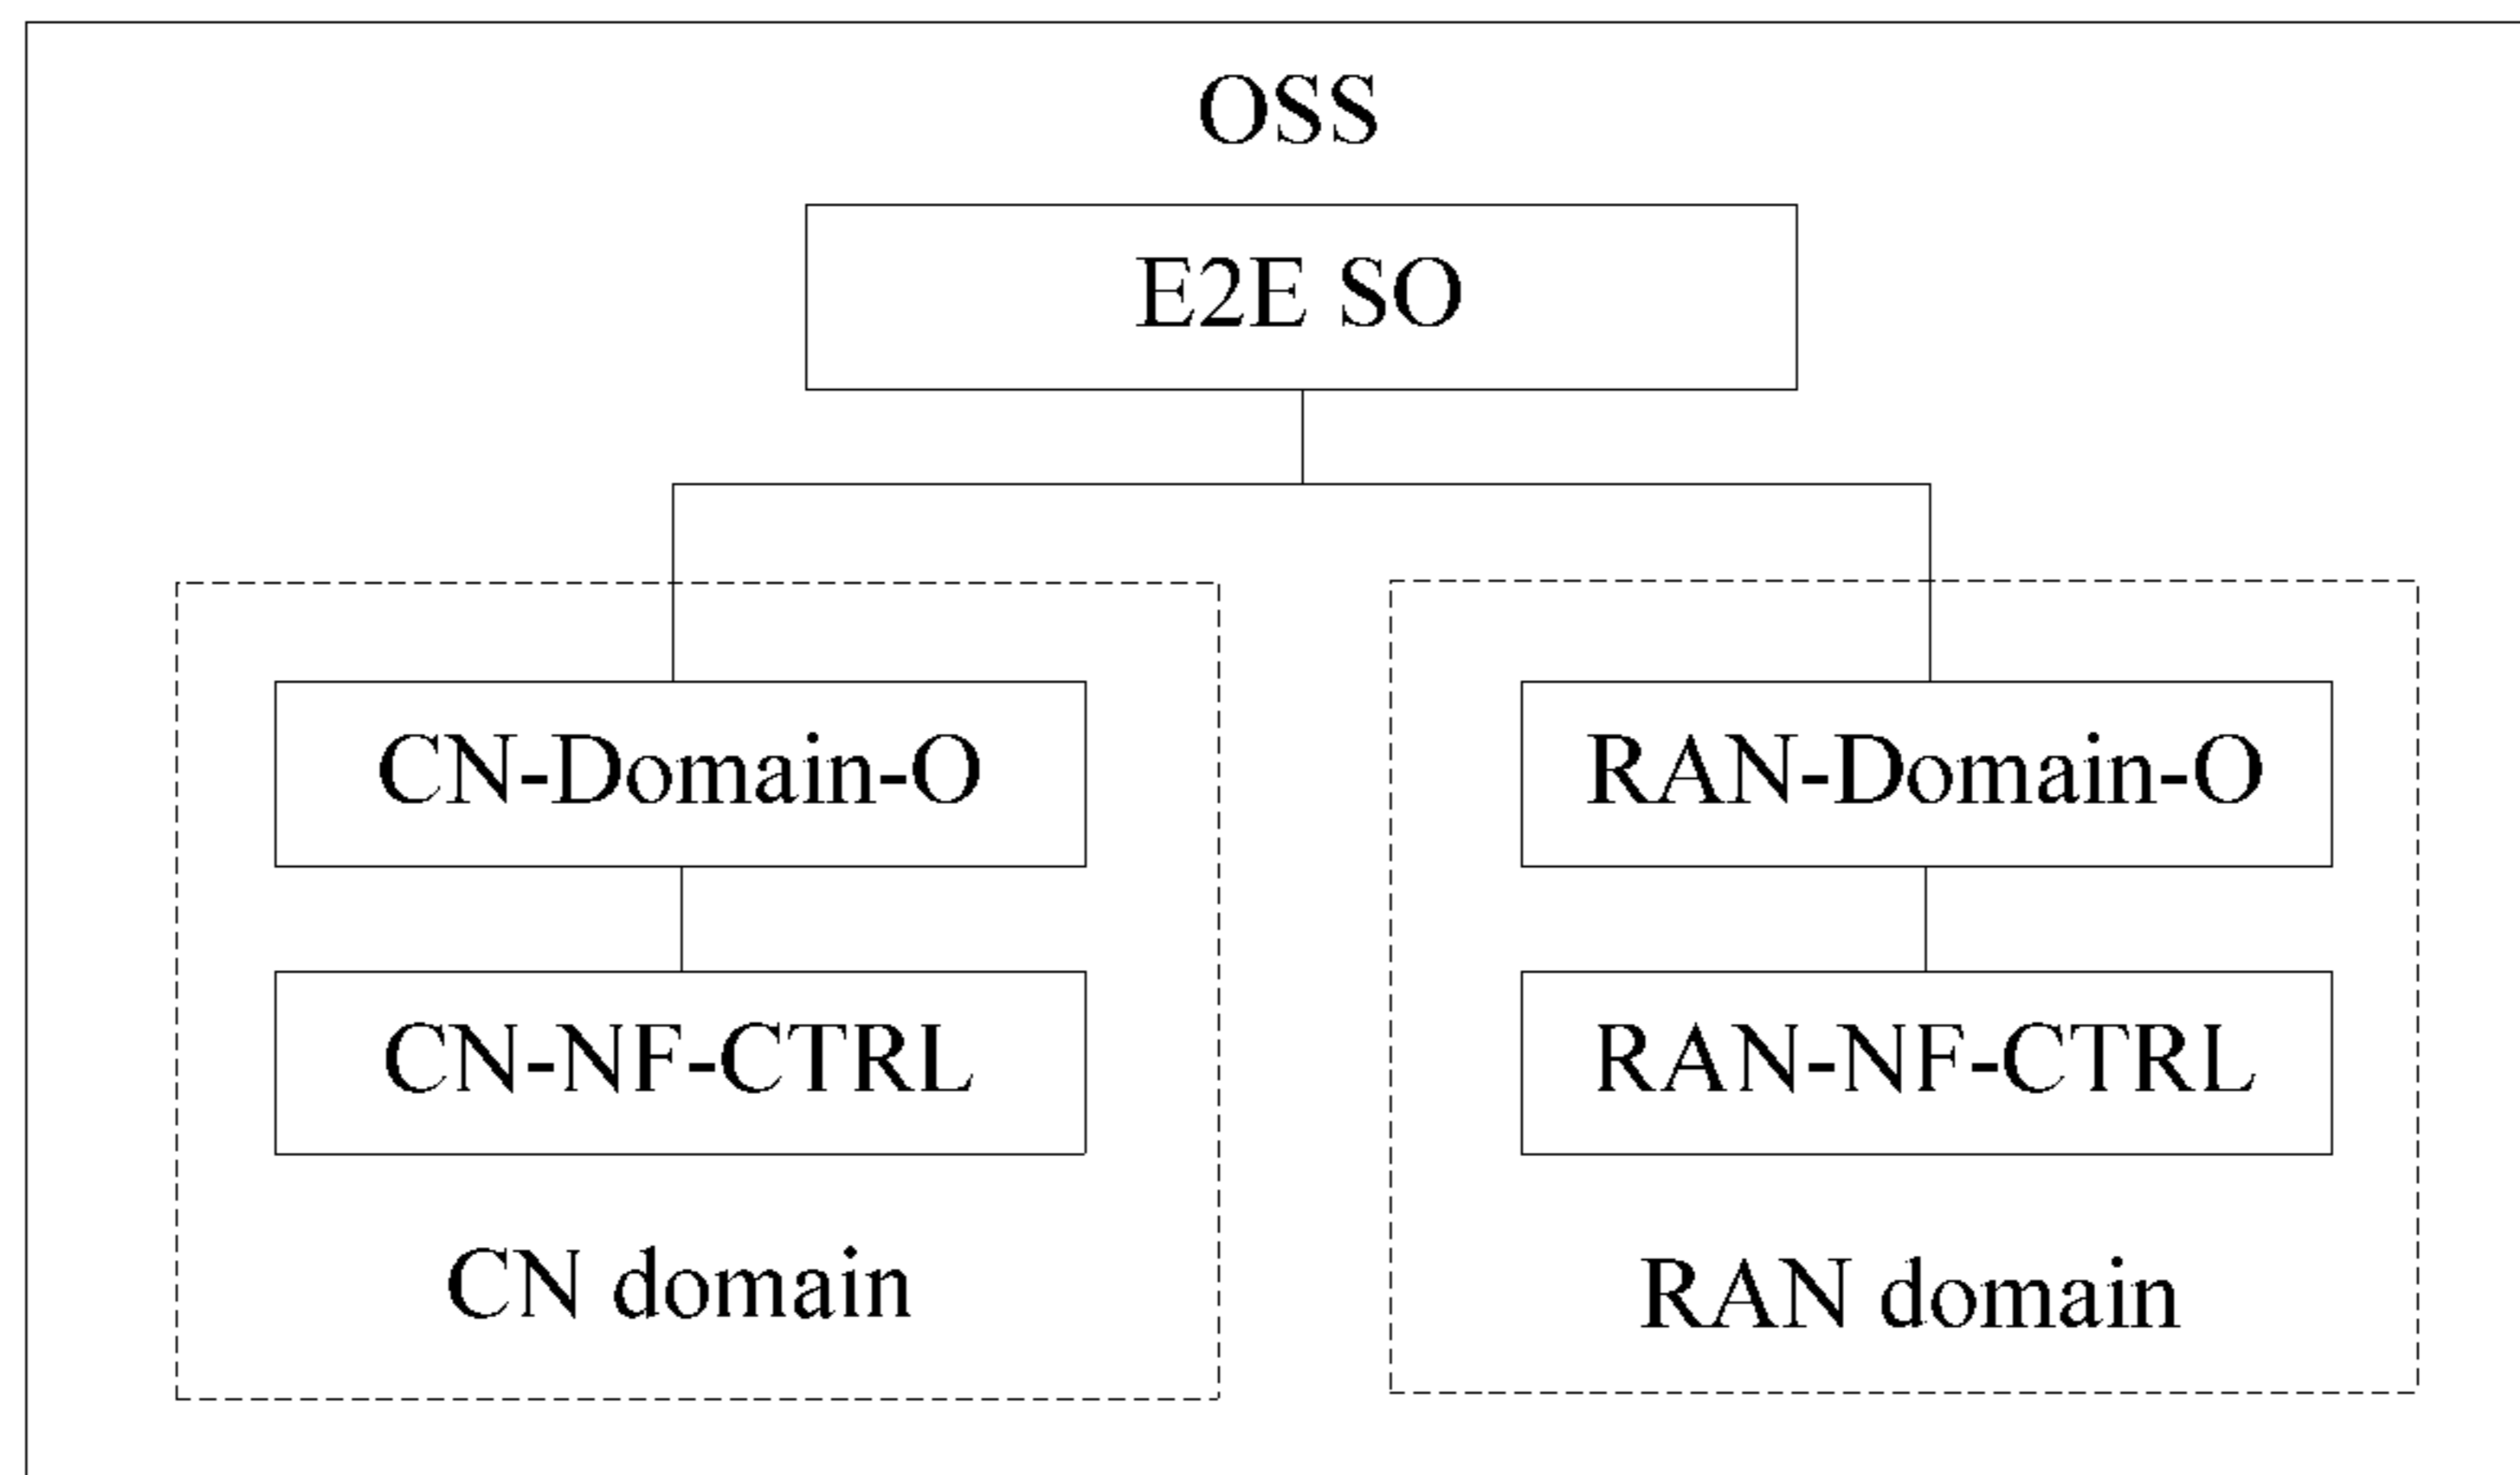 OSS
E2E SO
CN-Domain-O
RAN-Domain-O
CN-NF-CTRL
RAN-NF-CTRL
CN domain
RAN domain